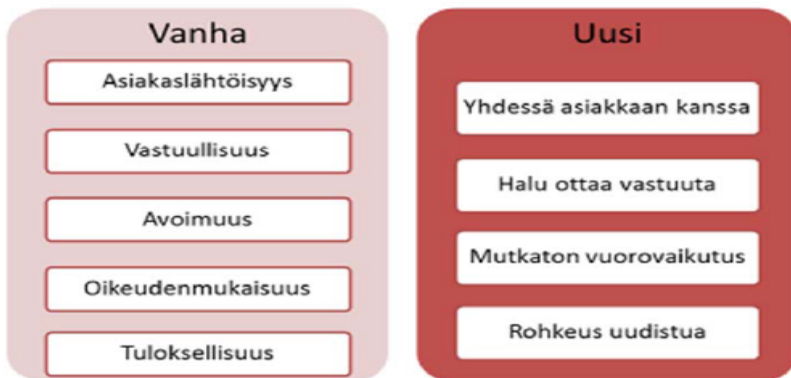 Vanha
Asiakaslähtöisyys
Vastuullisuus
Avoimuus
Oikeudenmukaisuus
Tuloksellisuus
Uusi
Yhdessä asiakkaan kanssa
Halu ottaa vastuuta
Mutkaton vuorovaikutus
Rohkeus uudistua